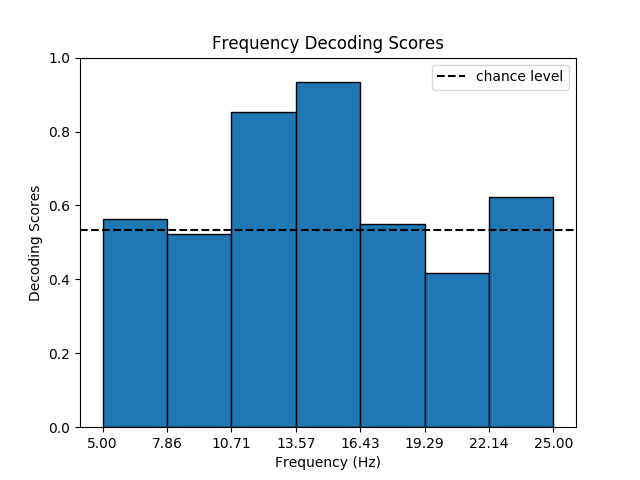 Frequency Decoding Scores
chance level
1.0
0.8
0.6
0.4
0.2
0.0
Decoding Scores
5.00 7.86 10.71 13.57 16.43 19.29 22.14 25.00
Frequency (Hz)